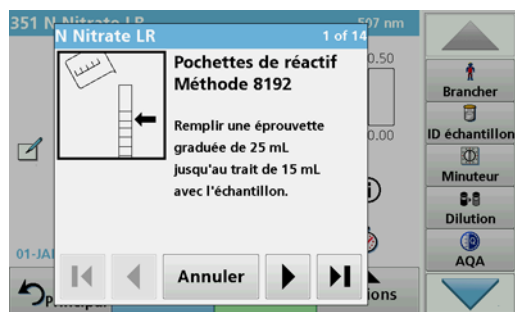 351 N Nitrate LR
507 nm
N Nitrate LR
1 of 14
Pochettes de réactif
Méthode 8192
Remplir une éprouvette
graduée de 25 mL
jusqu'au trait de 15 mL
avec l'échantillon.
0.50
0.00
01-JA
Annuler
Principal
ions
Brancher
ID échantillon
Minuteur
Dilution
AQA